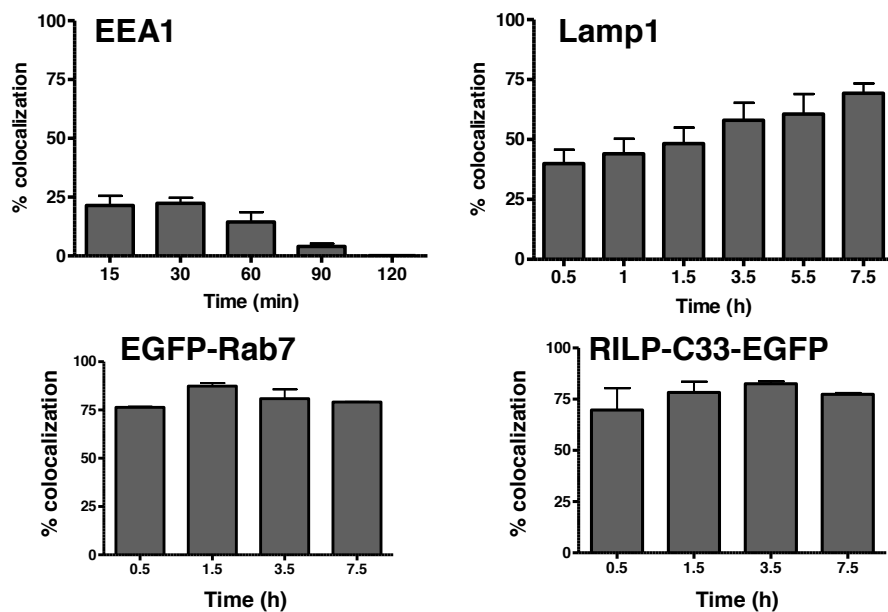 EEA1
% colocalization
100
75
50
25
0
15 30 60 90 120
Time (min)
Lamp1
% colocalization
100
75
50
25
0
0.5 1 1.5 3.5 5.5 7.5
Time (h)
EGFP-Rab7
% colocalization
100
75
50
25
0
0.5 1.5 3.5 7.5
Time (h)
RILP-C33-EGFP
% colocalization
100
75
50
25
0
0.5 1.5 3.5 7.5
Time (h)